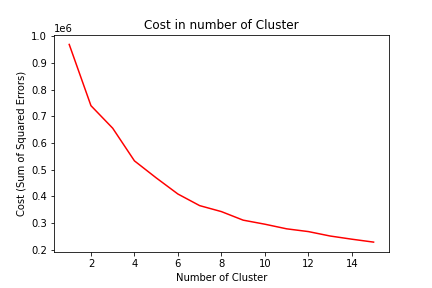 Cost in number of Cluster
1e6
1.0
0.9
0.8
0.7
0.6
0.5
0.4
0.3
0.2
Cost (Sum of Squared Errors)
2 4 6 8 10 12 14
Number of Cluster